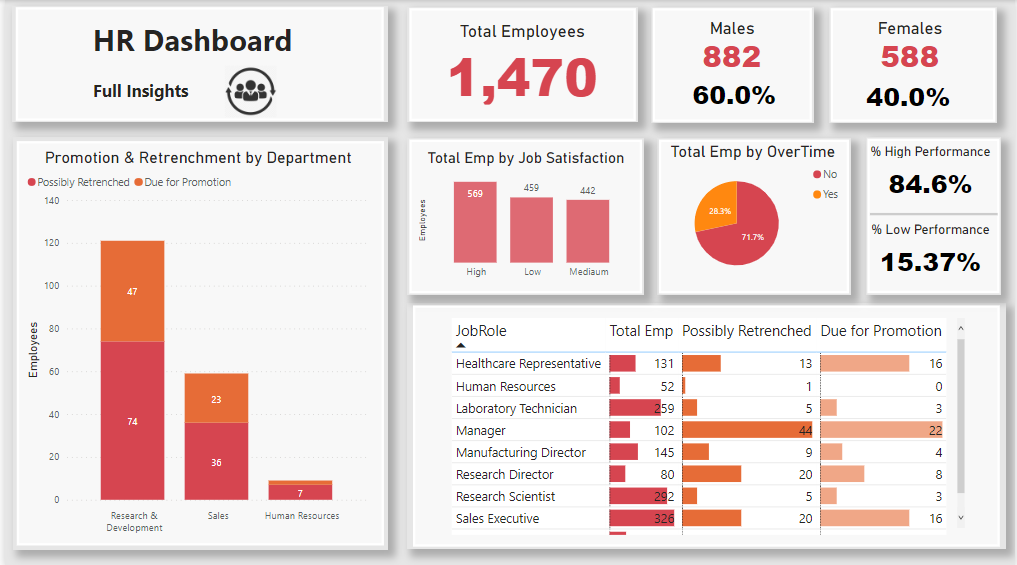 HR Dashboard
Full Insights
Total Employees
1,470
Males
882
60.0%
Females
588
40.0%
Promotion & Retrenchment by Department
Possibly Retrenched Due for Promotion
140
120
100
80
60
40
20
0
Employees
47
74
23
36
7
Research &
Development
Sales
Human Resources
Total Emp by Job Satisfaction
Employees
569
459
442
High
Low
Mediaum
Total Emp by OverTime
No
Yes
28.3%
71.7%
% High Performance
84.6%
% Low Performance
15.37%
JobRole Total Emp Possibly Retrenched Due for Promotion
Healthcare Representative 131 13 16
Human Resources 52 1 0
Laboratory Technician 259 5 3
Manager 102 44 22
Manufacturing Director 145 9 4
Research Director 80 20 8
Research Scientist 292 5 3
Sales Executive 326 20 16